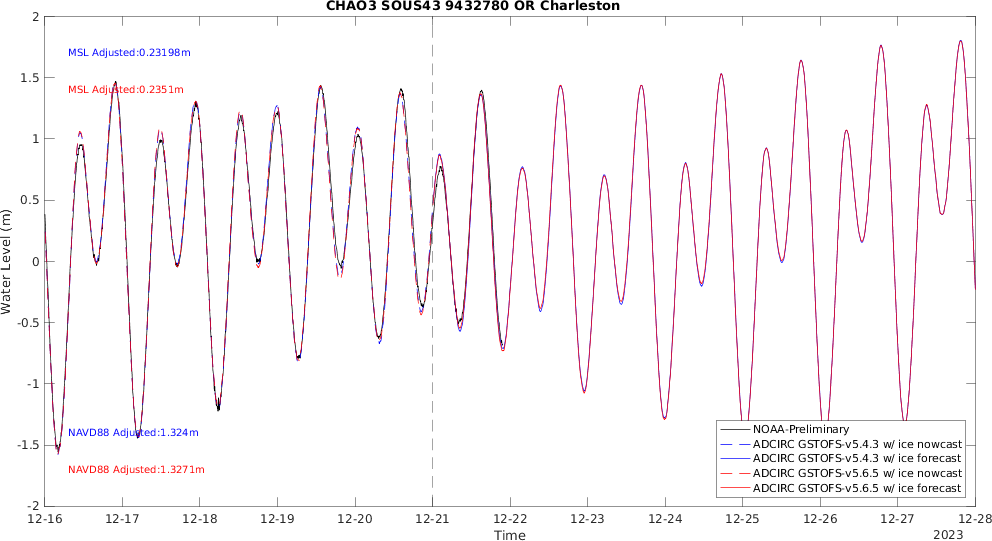 CHAO3 SOUS43 9432780 OR Charleston
2
1.5
1
0.5
0
-0.5
-1
-1.5
-2
Water Level (m)
MSL Adjusted:0.23198m
MSL Adjusted:0.2351m
NAVD88 Adjusted:1.324m
NAVD88 Adjusted:1.3271m
NOAA-Preliminary
ADCIRC GSTOFS-v5.4.3 w/ ice nowcast
ADCIRC GSTOFS-v5.4.3 w/ ice forecast
ADCIRC GSTOFS-v5.6.5 w/ ice nowcast
ADCIRC GSTOFS-v5.6.5 w/ ice forecast
12-16 12-17 12-18 12-19 12-20 12-21 12-22 12-23 12-24 12-25 12-26 12-27 12-28
Time
2023